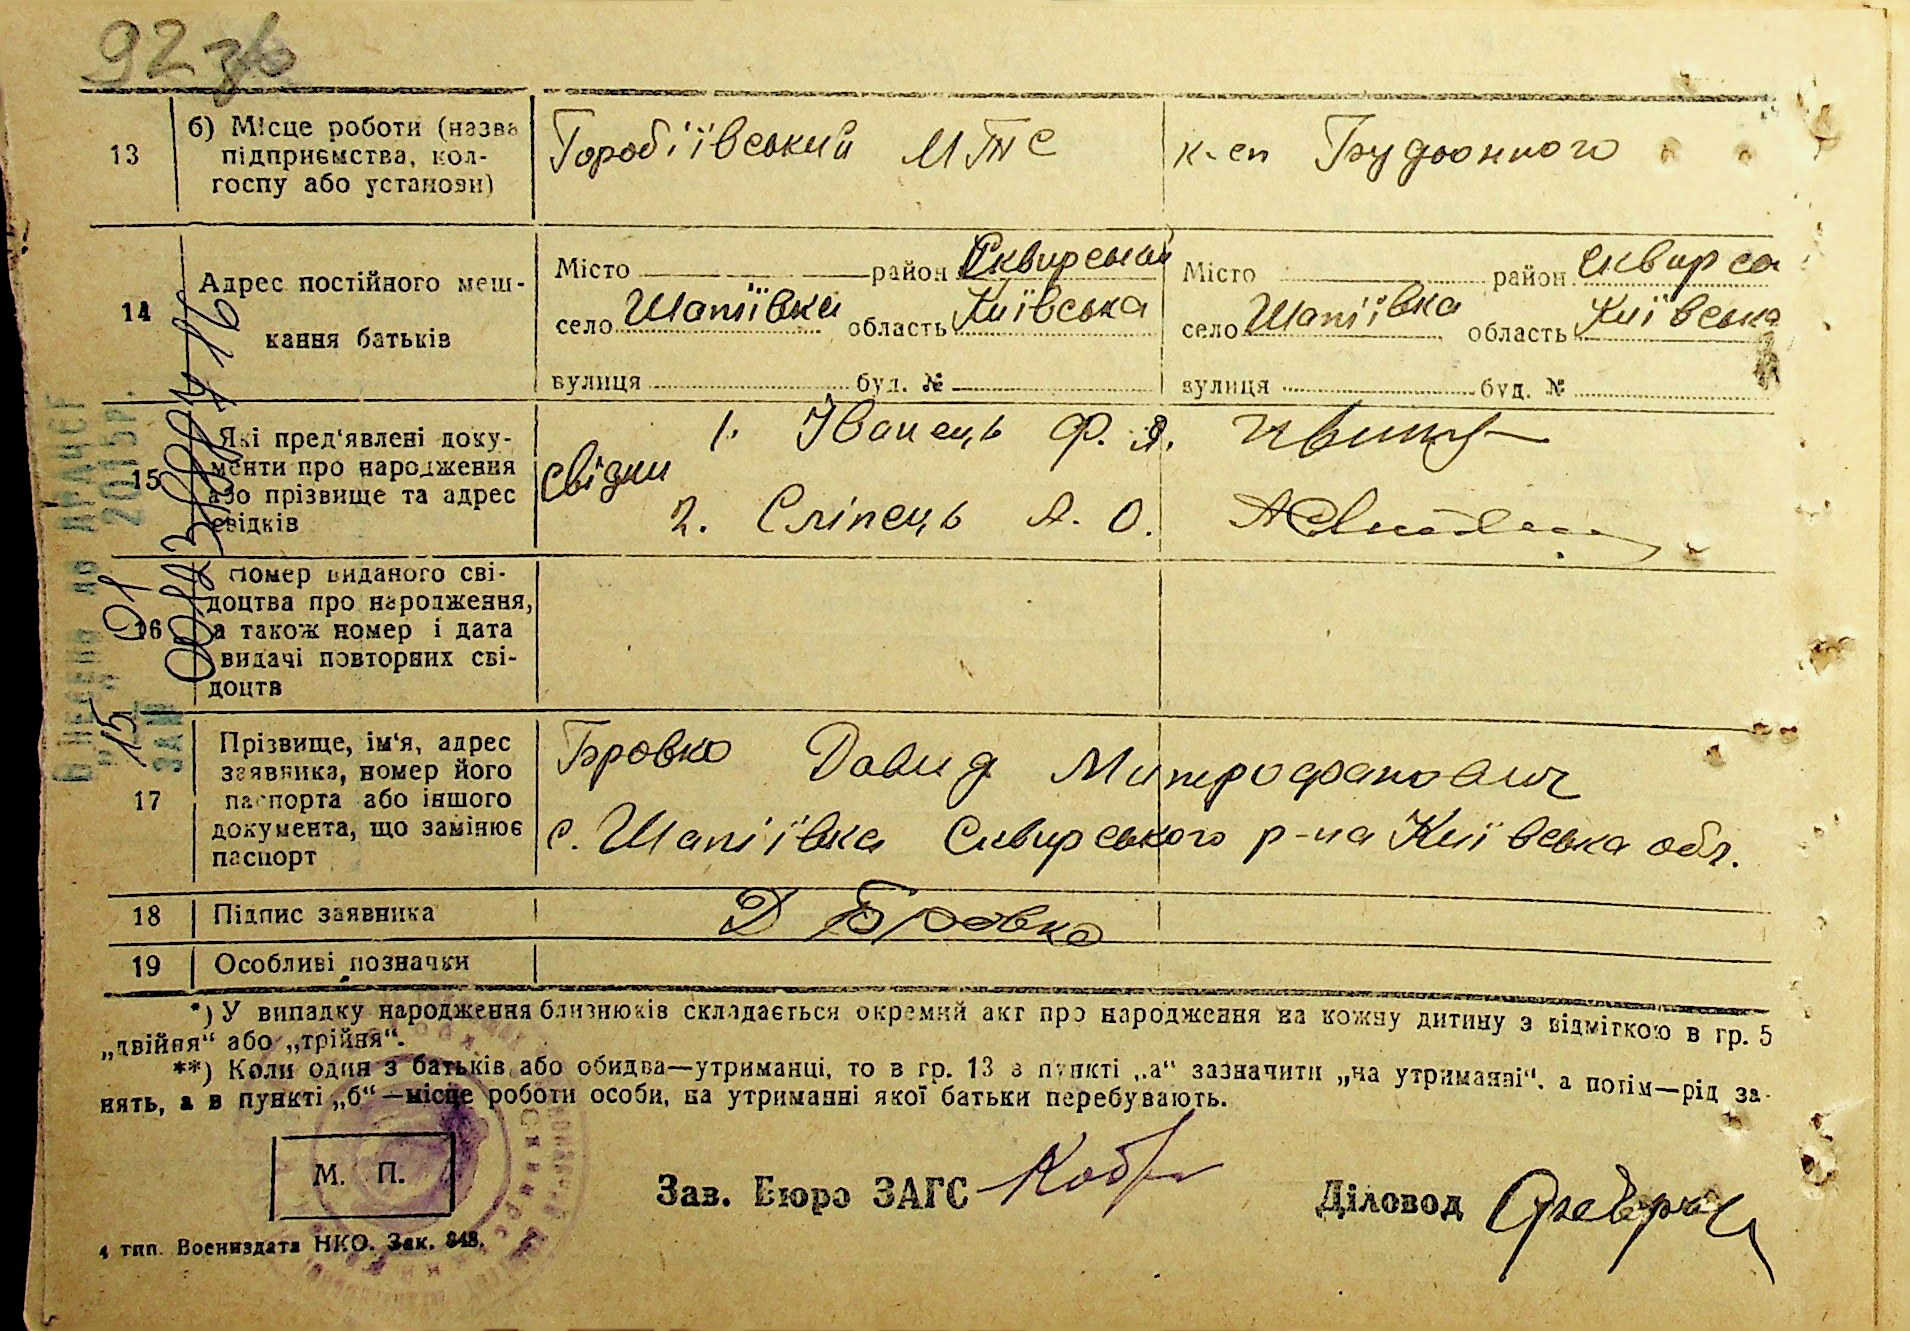 92 зв
13 б) Місце роботи (назва підприємства, колгоспу або установи) Горобіївський МТС к-сп Будьонного
14 Адрес постійного меш-
кання батьків
Місто район Сквирський Місто район Сквирсь
село Шапіївка область Київська село Шапіївка область Київська
вулиця буд. № вулиця буд. №
15 Які пред'явлені доку-
менти про народження
або прізвище та адрес
свідків
свідки
1. Іванець Ф. Я.
2. Сліпець А. О.
16 Номер виданого сві-
доцтва про народження,
а також номер і дата
видачі повторних сві-
доцтв
17 Прізвище, ім'я, адрес
заявника, номер його
паспорта або іншого
документа, що замінює
паспорт
Бровко Давид Митрофанович
с. Шапіївка Сквирського р-на Київська обл.
18 Підпис заявника Д Бровко
19 Особливі позначки
*) У випадку народження близнюків складається окремий акт про народження на кожну дитину з відміткою в гр. 5
„двійня“ або „трійня“.
**) Коли один з батьків або обидва—утриманці, то в гр. 13 в пункті „а“ зазначити „на утриманні“, а потім—рід за-
нять, а в пункті „б“—місце роботи особи, на утриманні якої батьки перебувають.
М. П.
Зав. Бюро ЗАГС
Діловод
4 тип. Воениздата НКО. Зак. 848.